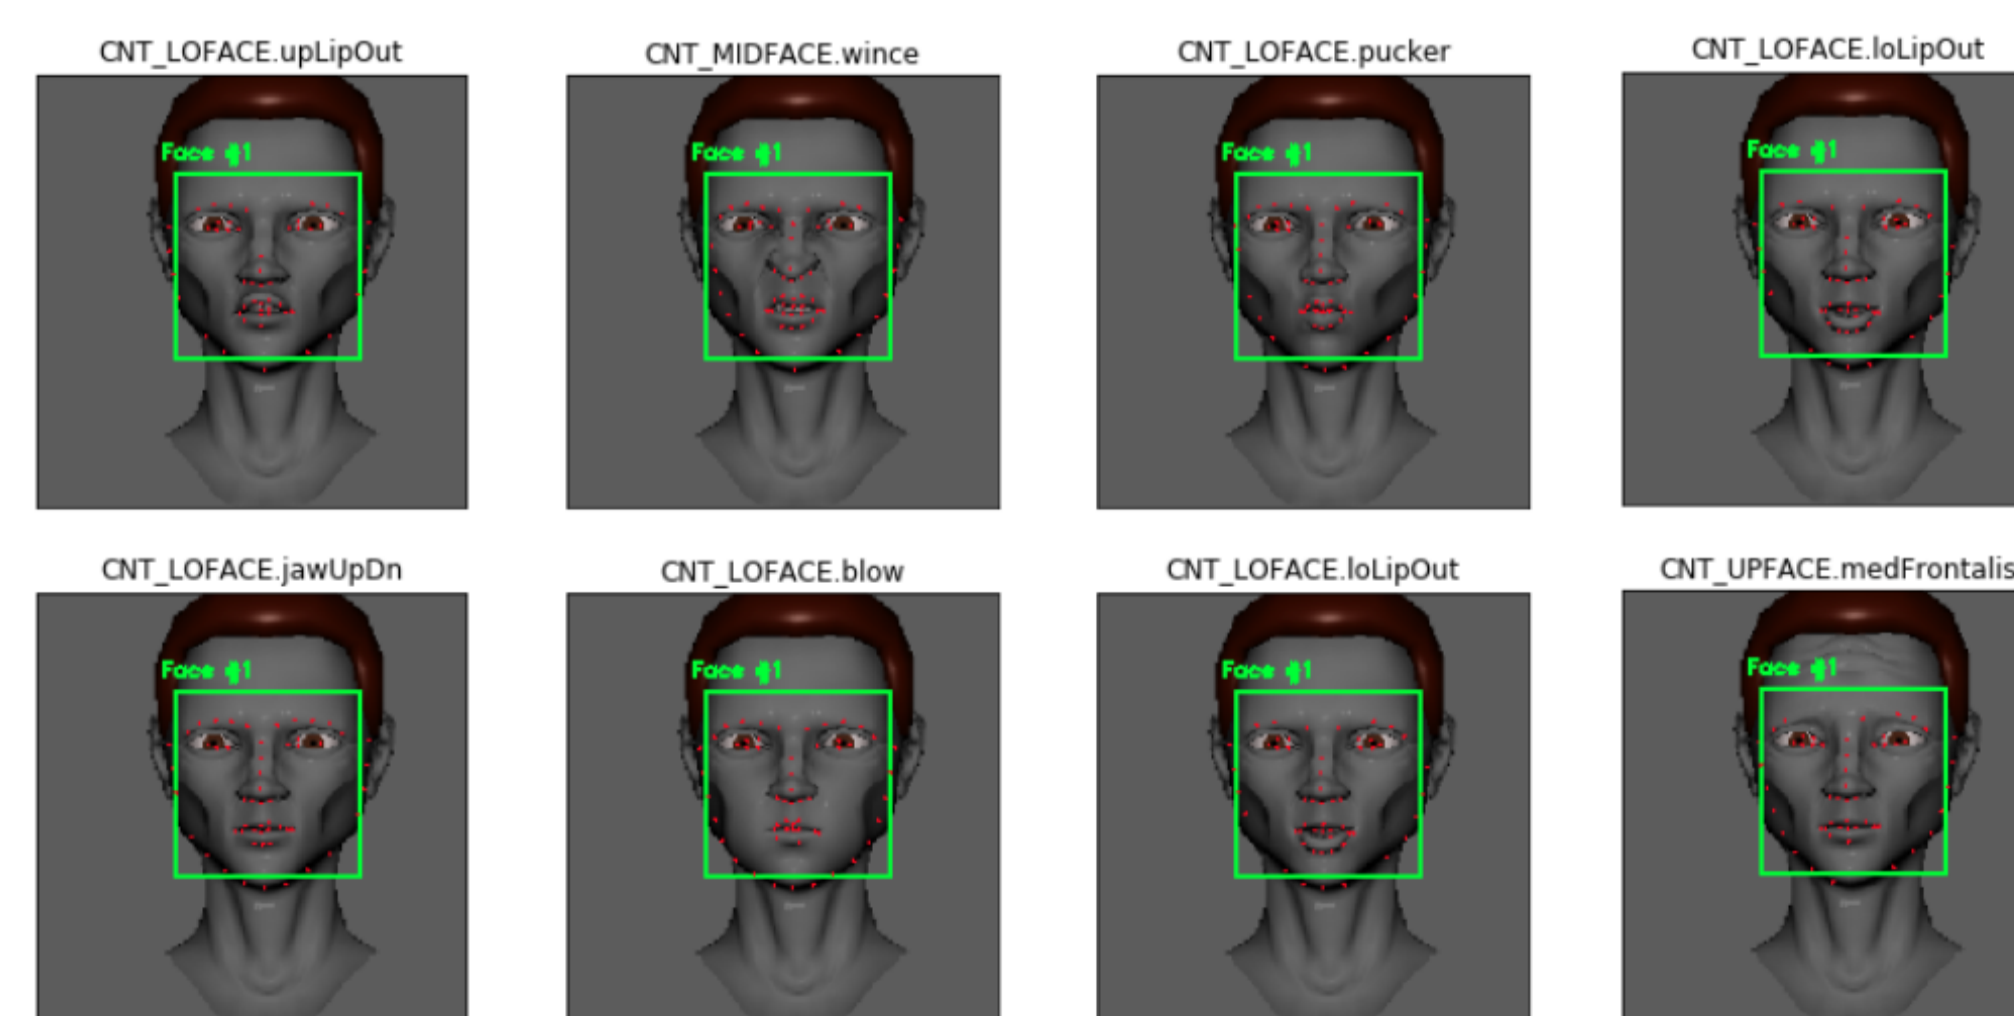 CNT_LOFACE.upLipOut
CNT_MIDFACE.wince
CNT_LOFACE.pucker
CNT_LOFACE.loLipOut
Face #1
Face #1
Face #1
Face #1
CNT_LOFACE.jawUpDn
CNT_LOFACE.blow
CNT_LOFACE.loLipOut
CNT_UPFACE.medFrontalis
Face #1
Face #1
Face #1
Face #1